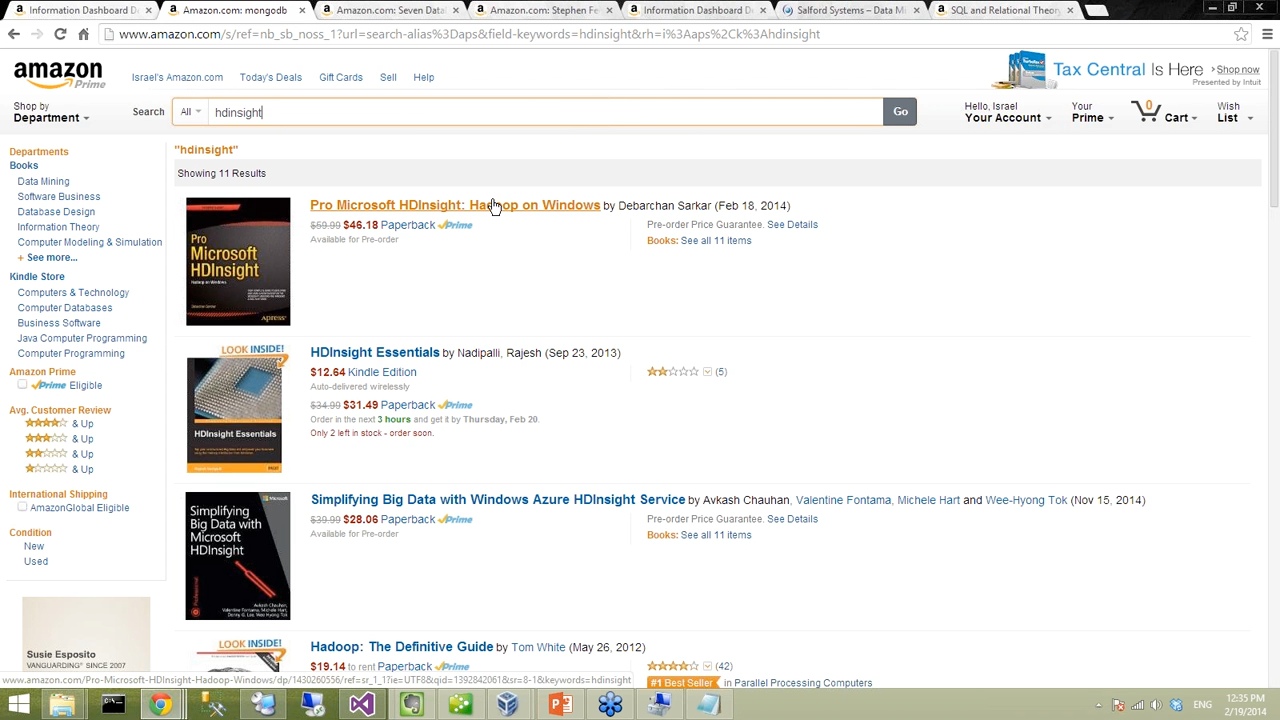 Information Dashboard D
Amazon.com: mongodb
Amazon.com: Seven Data
Amazon.com: Stephen Fe
Information Dashboard D
Salford Systems – Data M
SQL and Relational Theor
www.amazon.com/s/ref=nb_sb_noss_1?url=search-alias%3Daps&field-keywords=hdinsight&rh=i%3Aaps%2Ck%3Ahdinsight
amazon Prime
Israel's Amazon.com Today's Deals Gift Cards Sell Help
Tax Central Is Here > Shop now
Presented by Intuit
Shop by
Department
Search All hdinsight Go
Hello, Israel
Your Account
Your
Prime
0
Cart
Wish
List
Departments
Books
Data Mining
Software Business
Database Design
Information Theory
Computer Modeling & Simulation
+ See more...
Kindle Store
Computers & Technology
Computer Databases
Business Software
Java Computer Programming
Computer Programming
Amazon Prime
Prime Eligible
Avg. Customer Review
& Up
& Up
& Up
& Up
International Shipping
AmazonGlobal Eligible
Condition
New
Used
Susie Esposito
VANGUARDING SINCE 2007
"hdinsight"
Showing 11 Results
Pro
Microsoft
HDInsight
Hadoop on Windows
Apress
Pro Microsoft HDInsight: Hadoop on Windows by Debarchan Sarkar (Feb 18, 2014)
$59.99 $46.18 Paperback Prime
Available for Pre-order
Pre-order Price Guarantee. See Details
Books: See all 11 items
LOOK INSIDE!
HDInsight Essentials
HDInsight Essentials by Nadipalli, Rajesh (Sep 23, 2013)
$12.64 Kindle Edition
Auto-delivered wirelessly
$34.99 $31.49 Paperback Prime
Order in the next 3 hours and get it by Thursday, Feb 20.
Only 2 left in stock - order soon.
(5)
Microsoft
Simplifying
Big Data with
Microsoft
HDInsight
Simplifying Big Data with Windows Azure HDInsight Service by Avkash Chauhan, Valentine Fontama, Michele Hart and Wee-Hyong Tok (Nov 15, 2014)
$39.99 $28.06 Paperback Prime
Available for Pre-order
Pre-order Price Guarantee. See Details
Books: See all 11 items
LOOK INSIDE!
Hadoop: The Definitive Guide by Tom White (May 26, 2012)
$19.14 to rent Paperback Prime
(42)
#1 Best Seller in Parallel Processing Computers
www.amazon.com/Pro-Microsoft-HDInsight-Hadoop-Windows/dp/1430260556/ref=sr_1_1?ie=UTF8&qid=1392842061&sr=8-1&keywords=hdinsight
ENG
12:35 PM
2/19/2014